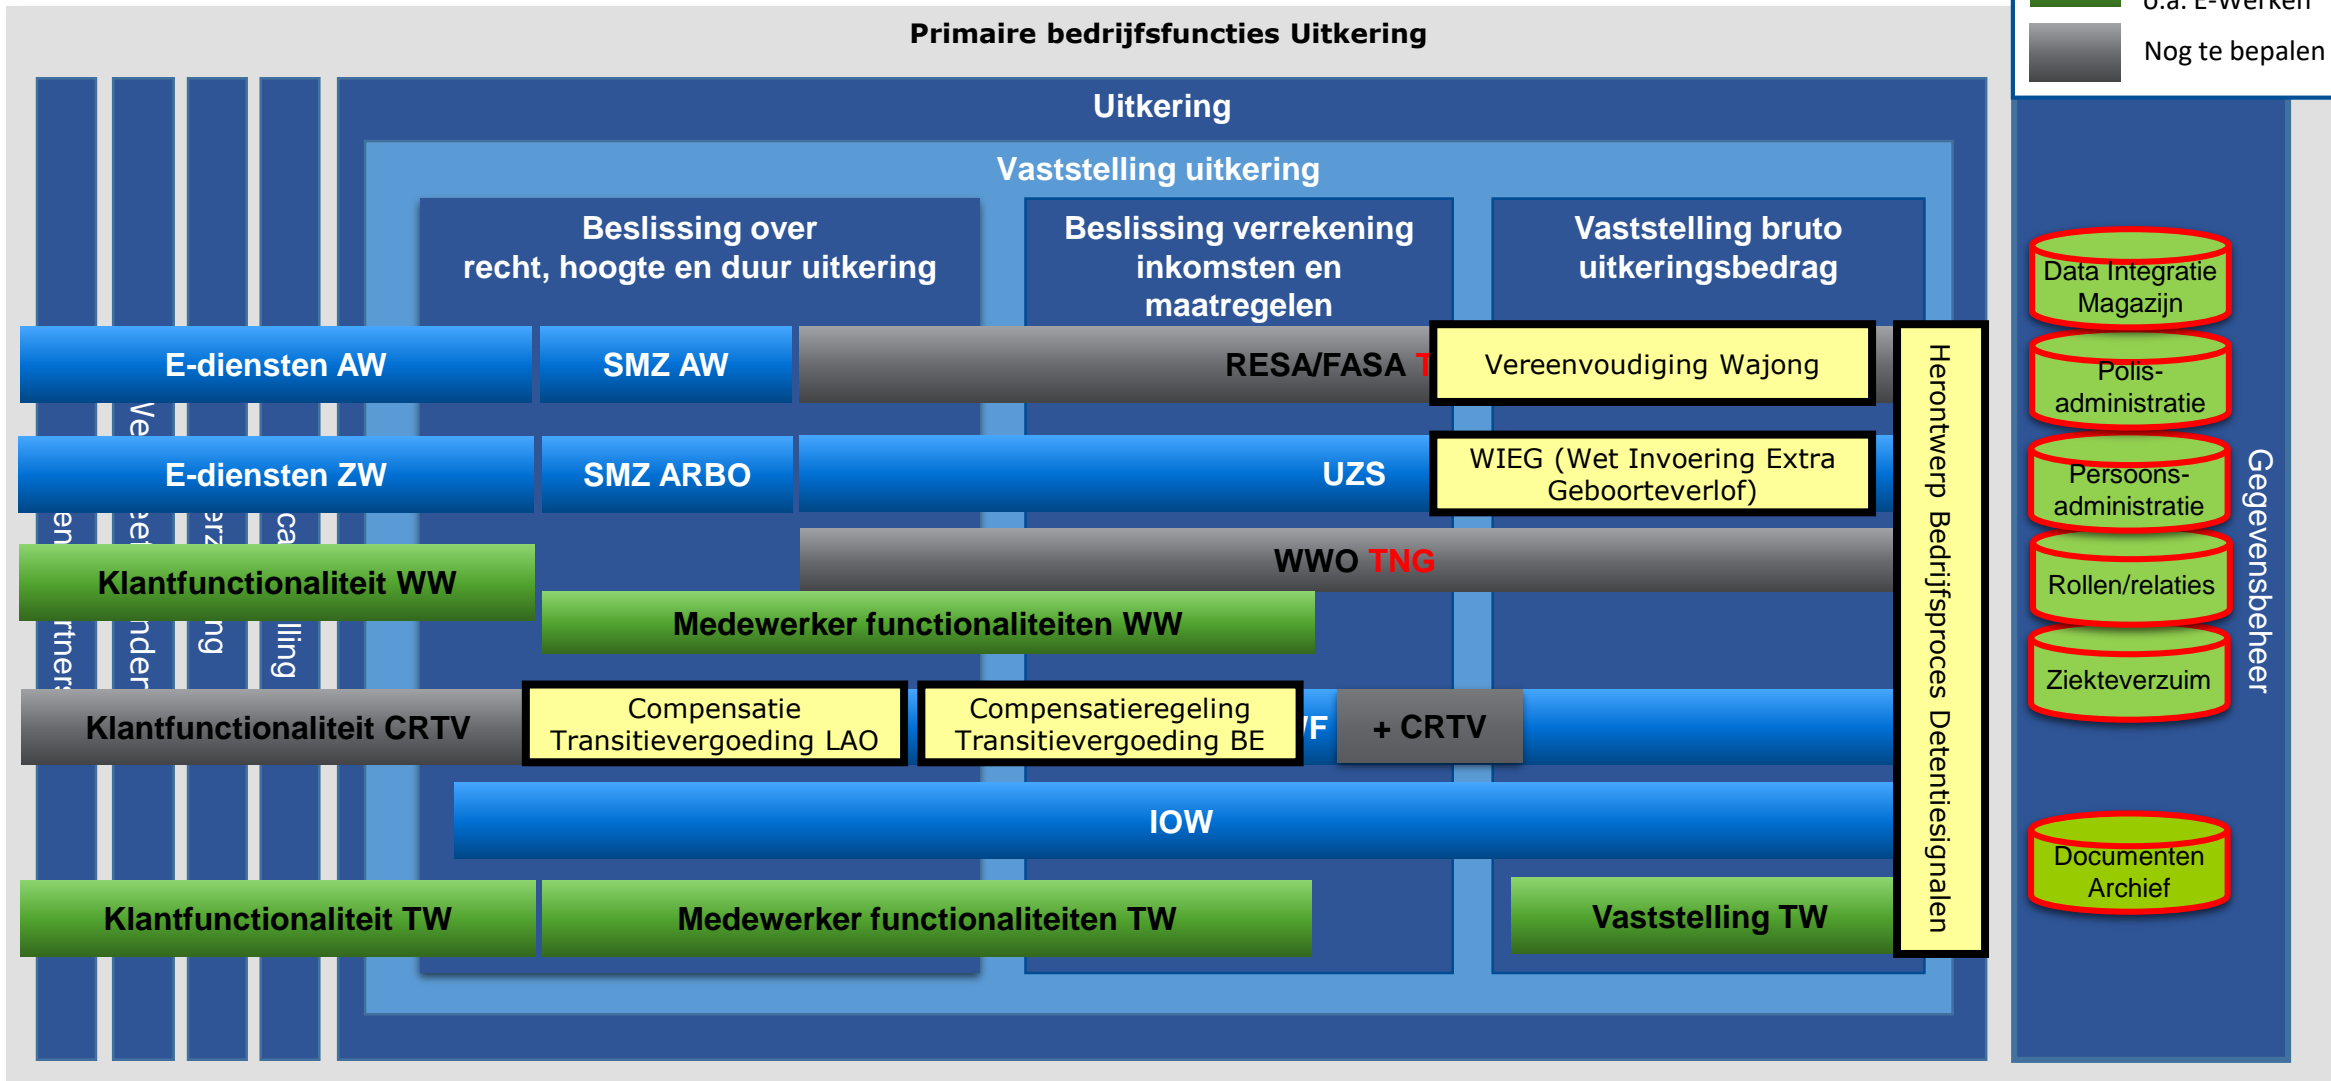 o.a. E-Werken
Nog te bepalen
Primaire bedrijfsfuncties Uitkering
Uitkering
Vaststelling uitkering
Beslissing over
recht, hoogte en duur uitkering
Beslissing verrekening
inkomsten en
maatregelen
Vaststelling bruto
uitkeringsbedrag
E-diensten AW
SMZ AW
RESA/FASA T
Vereenvoudiging Wajong
E-diensten ZW
SMZ ARBO
UZS
WIEG (Wet Invoering Extra
Geboorteverlof)
WWO TNG
Klantfunctionaliteit WW
Medewerker functionaliteiten WW
Klantfunctionaliteit CRTV
Compensatie
Transitievergoeding LAO
Compensatieregeling
Transitievergoeding BE
+ CRTV
IOW
Klantfunctionaliteit TW
Medewerker functionaliteiten TW
Vaststelling TW
Herontwerp Bedrijfsproces Detentiesignalen
Data Integratie
Magazijn
Polis-
administratie
Persoons-
administratie
Rollen/relaties
Ziekteverzuim
Documenten
Archief
Gegevensbeheer